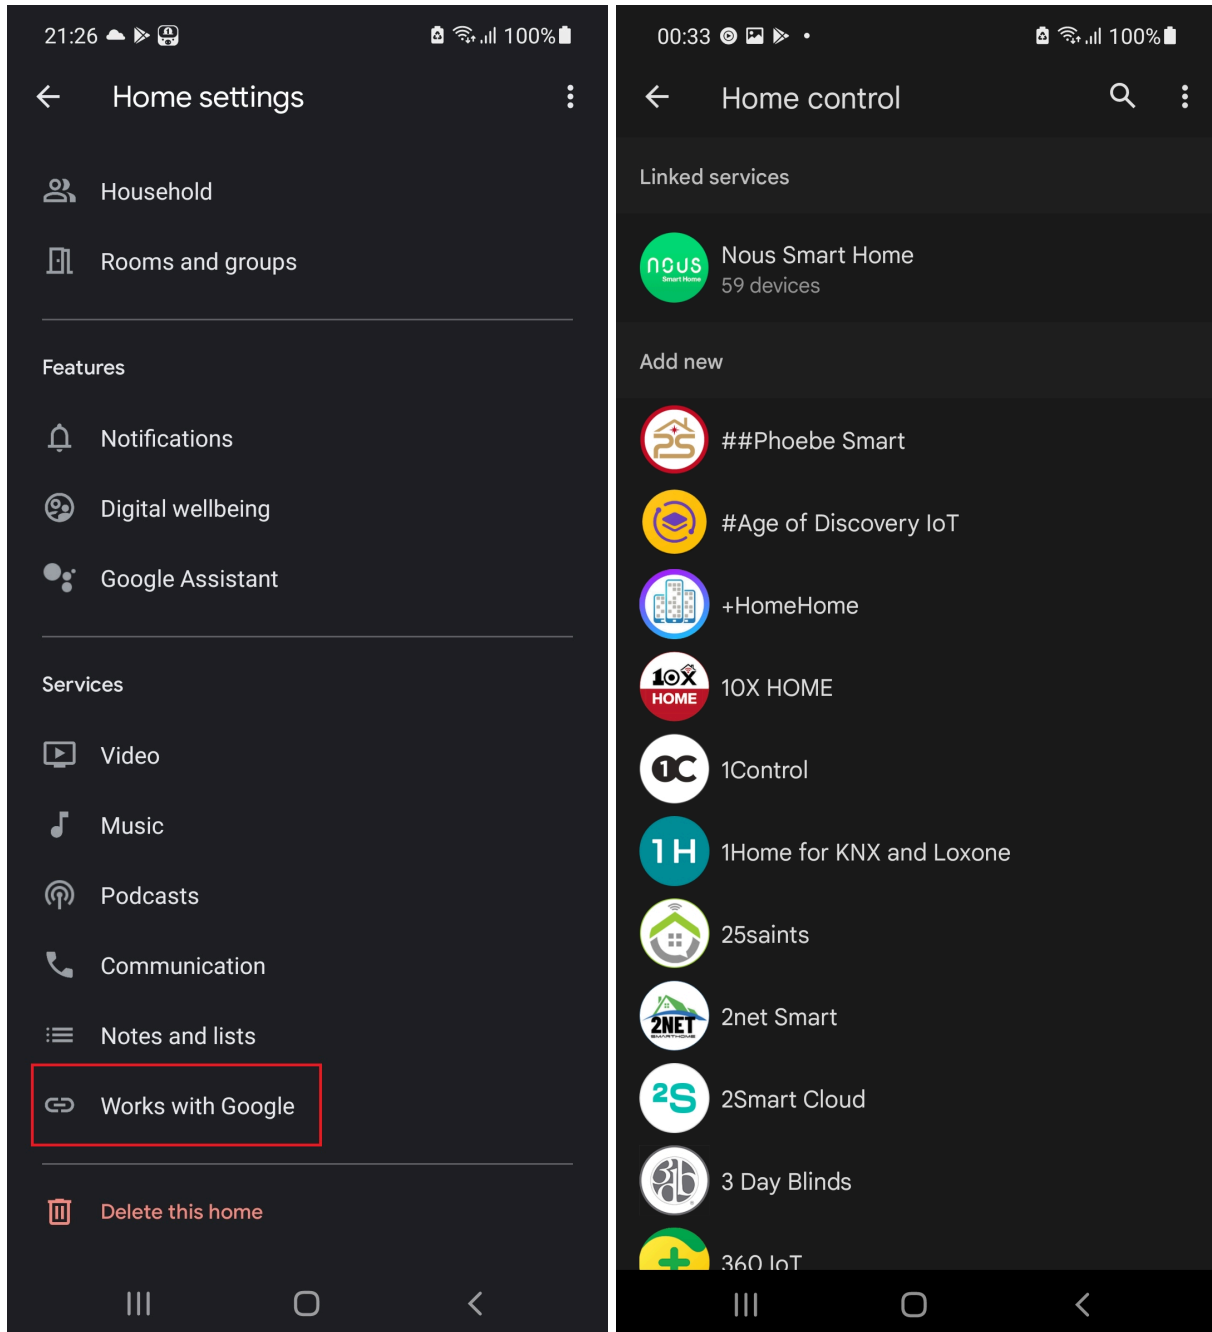 21:26
100%
Home settings
Household
Rooms and groups
Features
Notifications
Digital wellbeing
Google Assistant
Services
Video
Music
Podcasts
Communication
Notes and lists
Works with Google
Delete this home
00:33
100%
Home control
Linked services
nous
Smart Home
Nous Smart Home
59 devices
Add new
##Phoebe Smart
#Age of Discovery IoT
+HomeHome
10X
HOME
10X HOME
1C
1Control
1H
1Home for KNX and Loxone
25saints
2NET
SMARTHOME
2net Smart
2S
2Smart Cloud
3db
3 Day Blinds
360 IoT